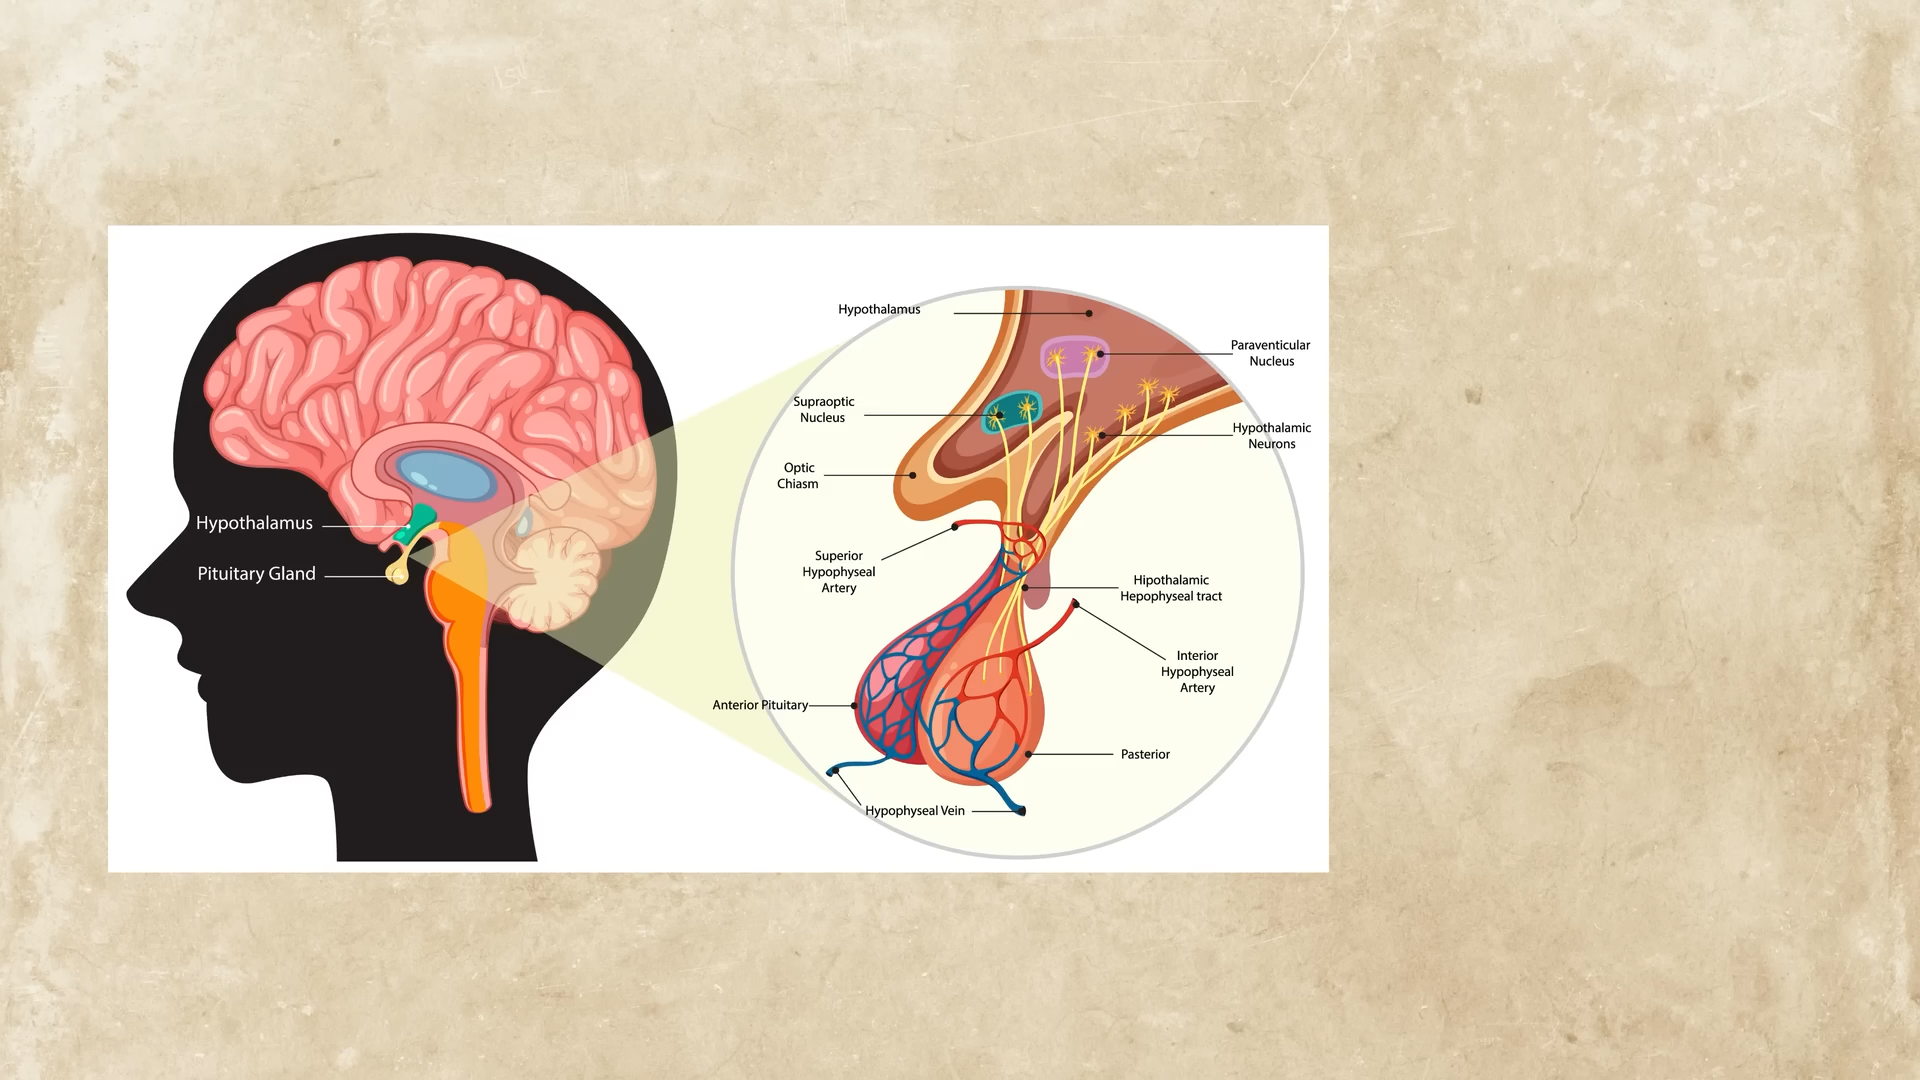 Hypothalamus
Pituitary Gland
Hypothalamus
Paraventicular
Nucleus
Supraoptic
Nucleus
Hypothalamic
Neurons
Optic
Chiasm
Superior
Hypophyseal
Artery
Hipothalamic
Hepophyseal tract
Interior
Hypophyseal
Artery
Anterior Pituitary
Pasterior
Hypophyseal Vein